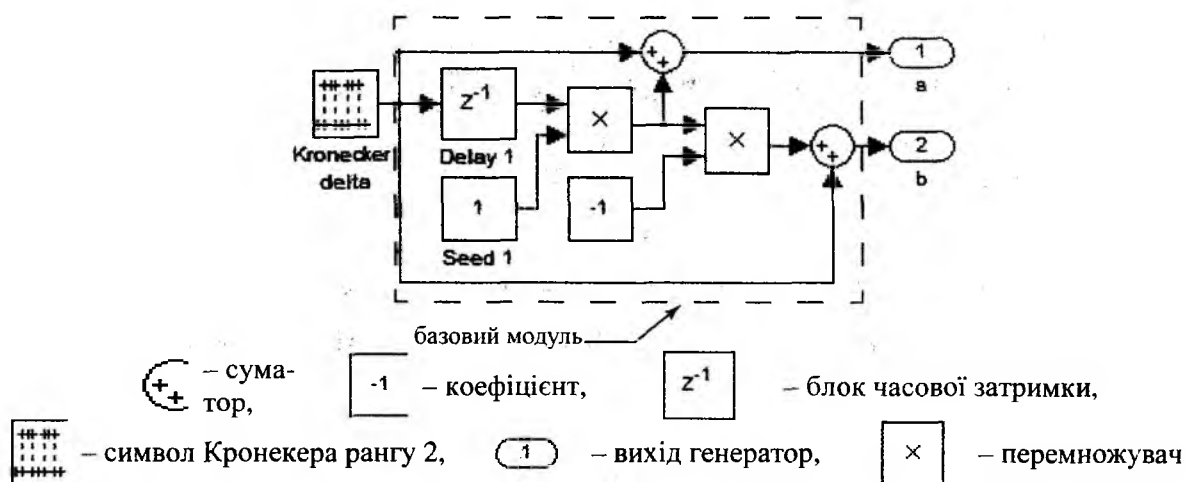 1
a
z-1
×
Kronecker
delta
Delay 1
×
2
b
1
-1
Seed 1
базовий модуль
– сума-
тор,
-1 – коефіцієнт,
z-1 – блок часової затримки,
– символ Кронекера рангу 2,
1 – вихід генератор,
× – перемножувач